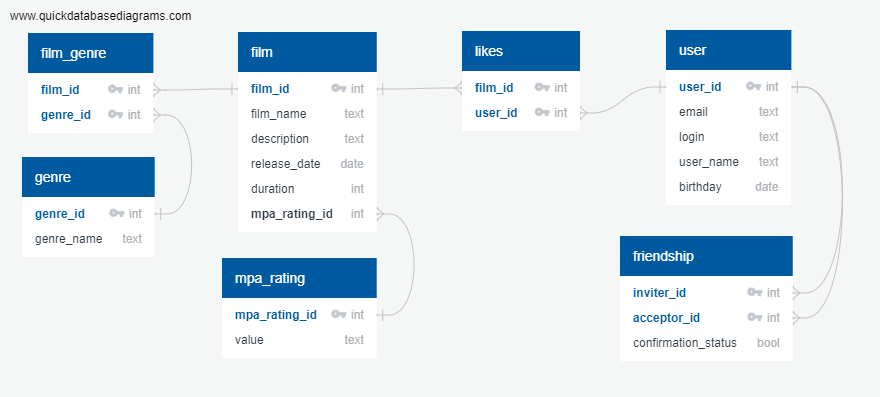 www.quickdatabasediagrams.com
film_genre
film_id int
genre_id int
genre
genre_id int
genre_name text
film
film_id int
film_name text
description text
release_date date
duration int
mpa_rating_id int
mpa_rating
mpa_rating_id int
value text
likes
film_id int
user_id int
user
user_id int
email text
login text
user_name text
birthday date
friendship
inviter_id int
acceptor_id int
confirmation_status bool